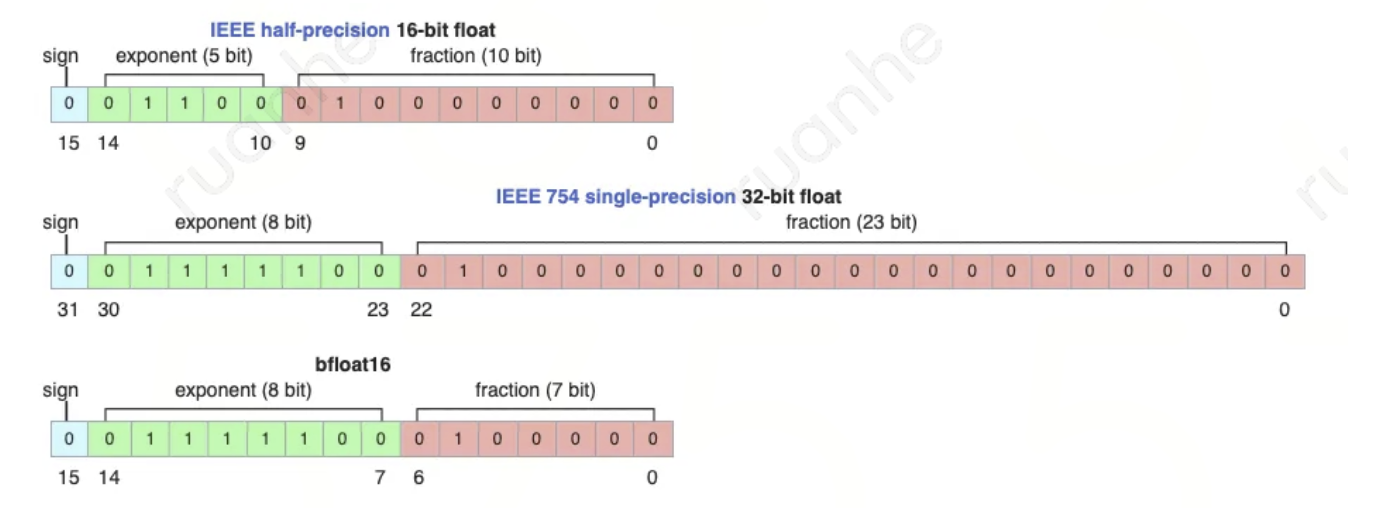 IEEE half-precision 16-bit float
sign exponent (5 bit) fraction (10 bit)
0 0 1 1 0 0 0 1 0 0 0 0 0 0 0 0
15 14 10 9 0
IEEE 754 single-precision 32-bit float
sign exponent (8 bit) fraction (23 bit)
0 0 1 1 1 1 1 0 0 0 1 0 0 0 0 0 0 0 0 0 0 0 0 0 0 0 0 0 0 0 0 0
31 30 23 22 0
bfloat16
sign exponent (8 bit) fraction (7 bit)
0 0 1 1 1 1 1 0 0 0 1 0 0 0 0 0
15 14 7 6 0
ruanhe
ruanhe